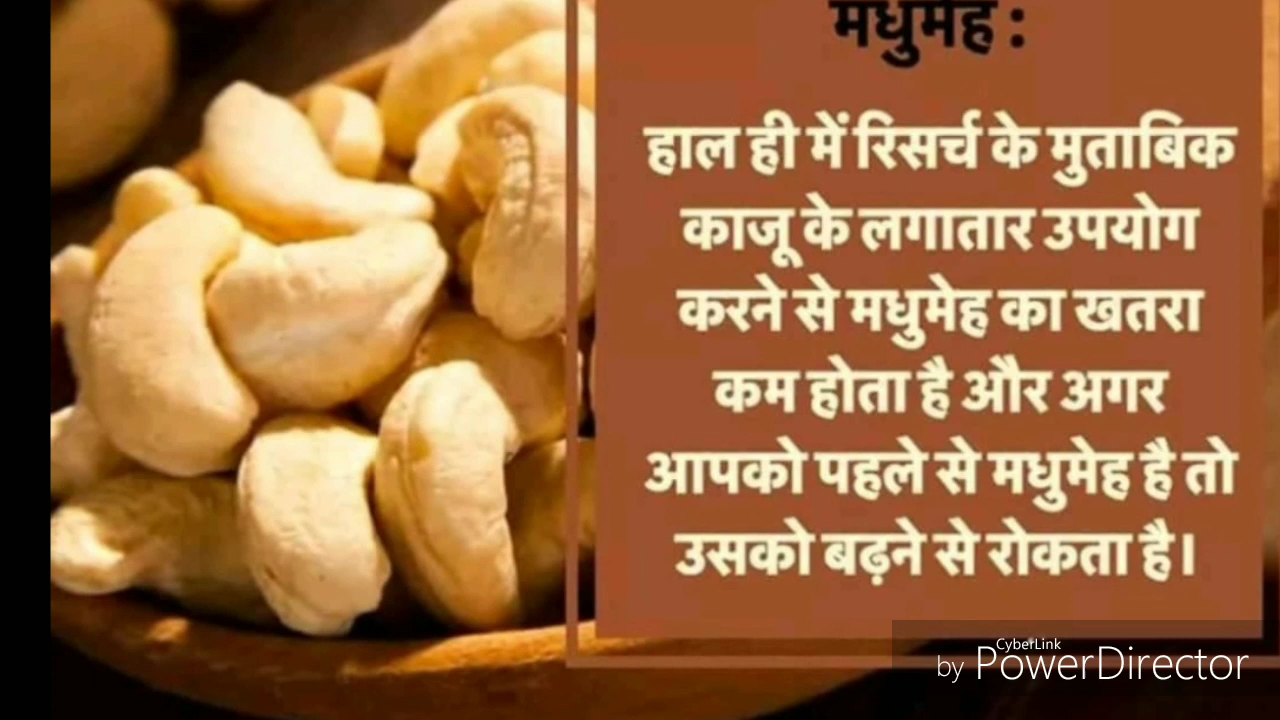 मधुमेह :
हाल ही में रिसर्च के मुताबिक
काजू के लगातार उपयोग
करने से मधुमेह का खतरा
कम होता है और अगर
आपको पहले से मधुमेह है तो
उसको बढ़ने से रोकता है।
CyberLink
by PowerDirector